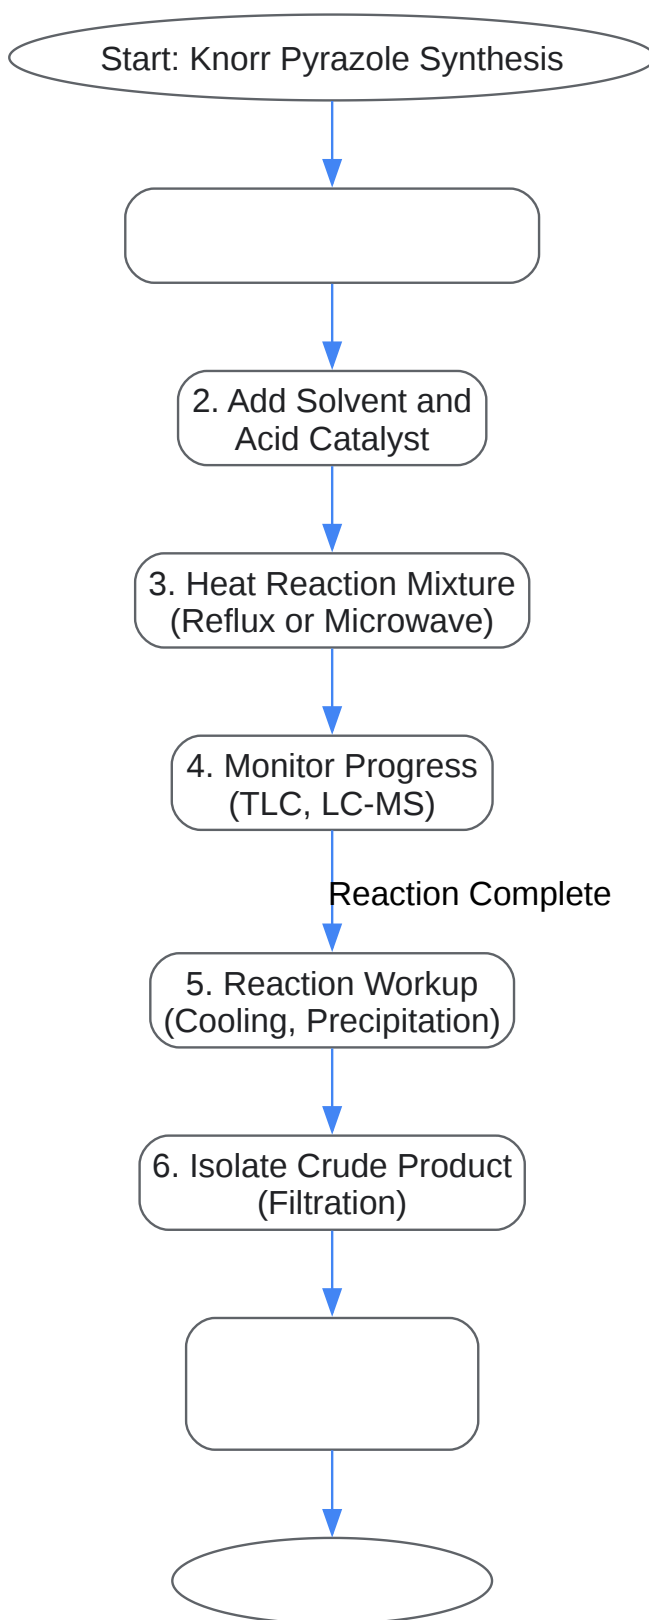 Start: Knorr Pyrazole Synthesis
2. Add Solvent and
Acid Catalyst
3. Heat Reaction Mixture
(Reflux or Microwave)
4. Monitor Progress
(TLC, LC-MS)
Reaction Complete
5. Reaction Workup
(Cooling, Precipitation)
6. Isolate Crude Product
(Filtration)